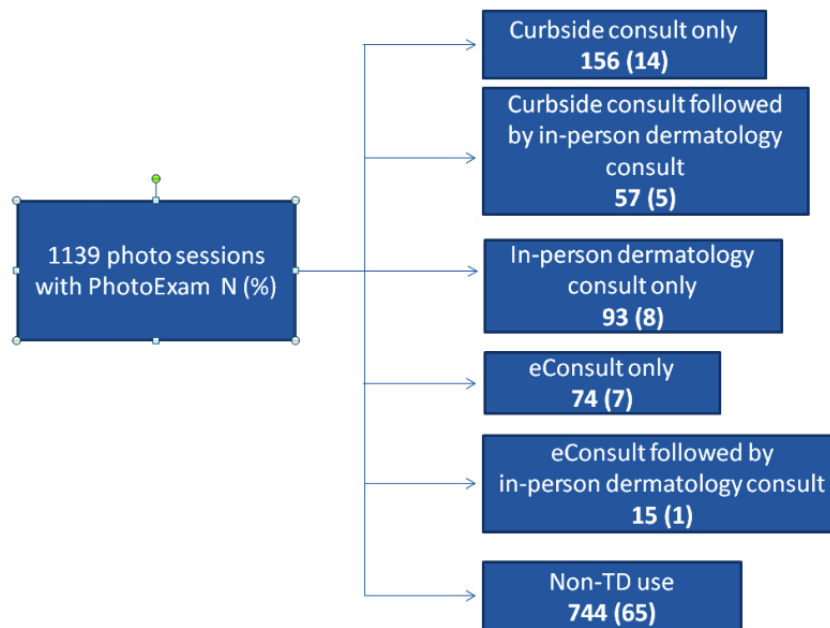 Curbside consult only
156 (14)
Curbside consult followed
by in-person dermatology
consult
57 (5)
1139 photo sessions
with PhotoExam N (%)
In-person dermatology
consult only
93 (8)
eConsult only
74 (7)
eConsult followed by
in-person dermatology consult
15 (1)
Non-TD use
744 (65)